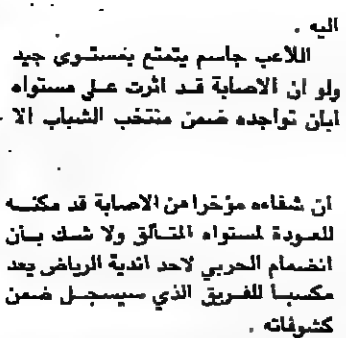 اليه .
اللاعب جاسم يتمتع بمستوى جيد
ولو ان الاصابة قد اثرت على مستواه
ابان تواجده ضمن منتخب الشباب الا
ان شفاءه مؤخرا من الاصابة قد مكنه
للعودة لمستواه المتألق ولا شك بأن
انضمام الحربي لاحد اندية الرياض يعد
مكسبا للفريق الذي سيسجل ضمن
كشوفاته .